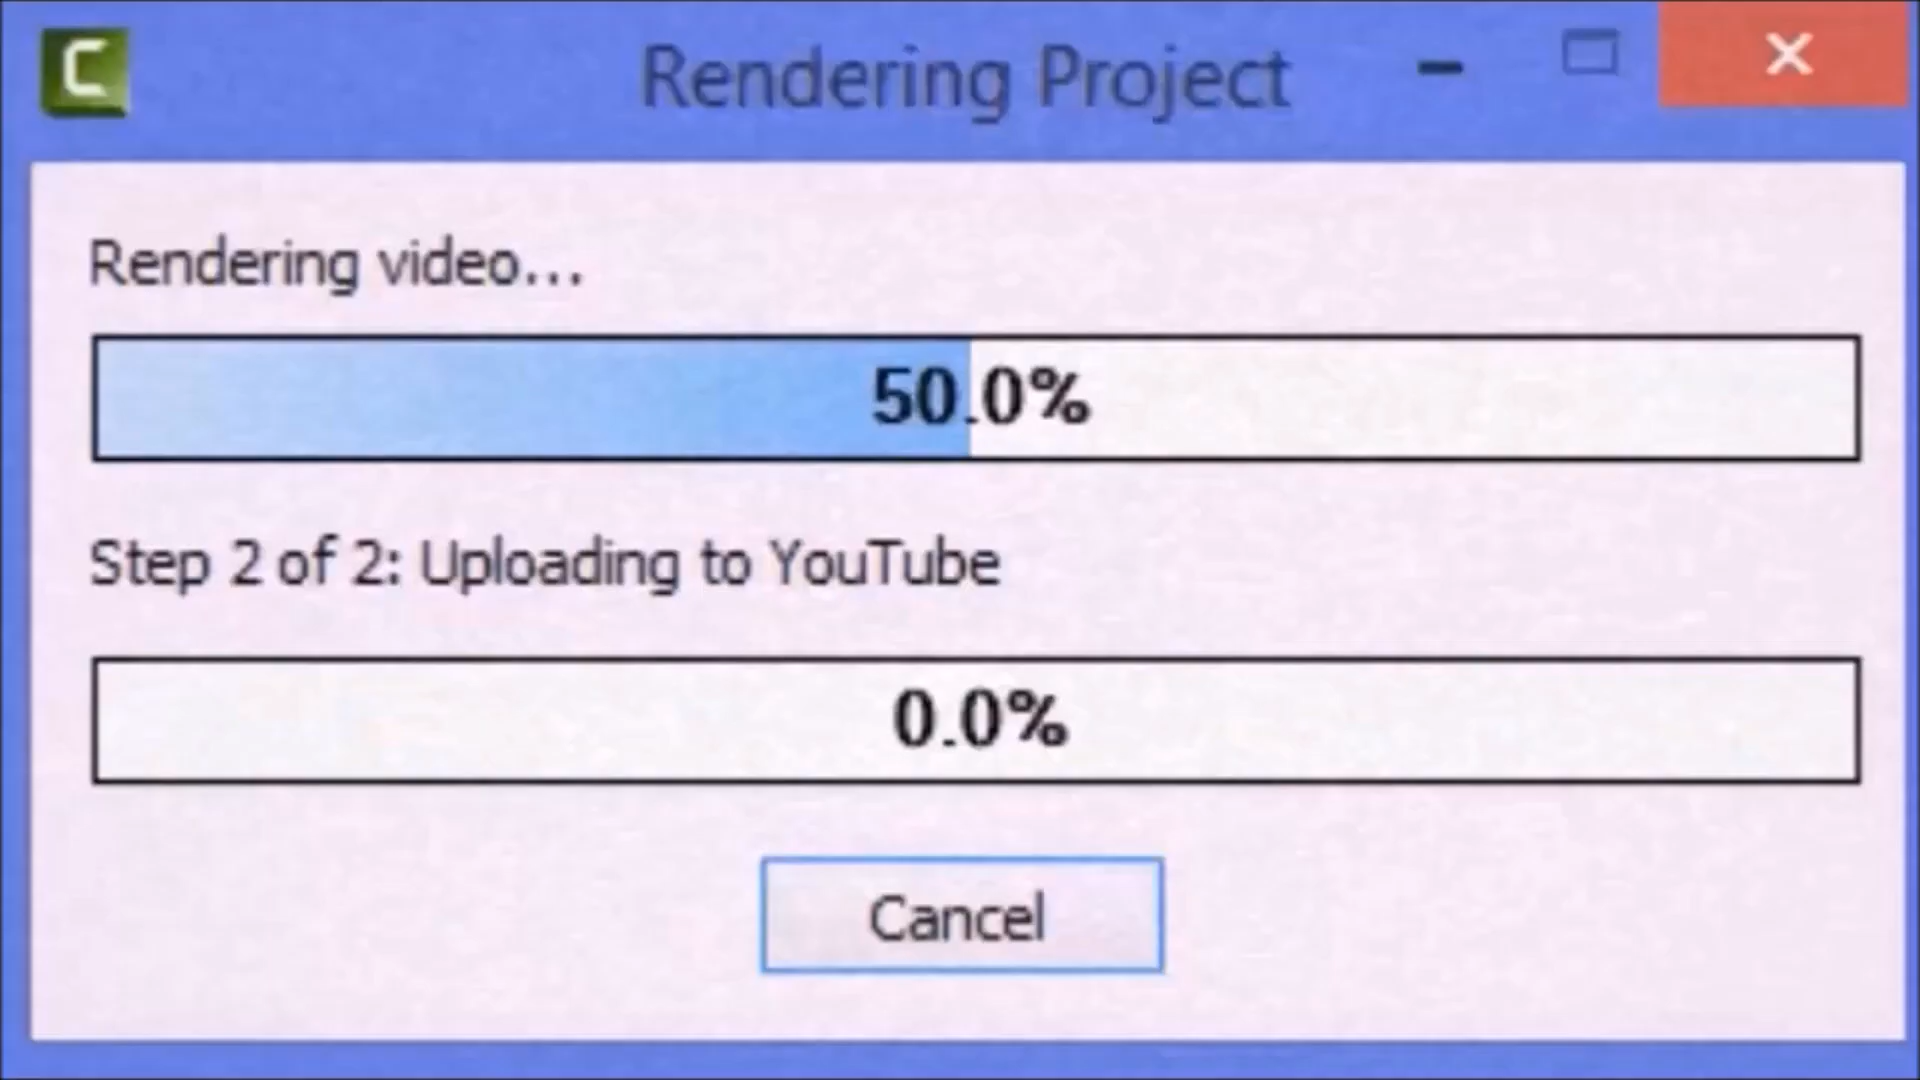 Rendering Project
Rendering video...
50.0%
Step 2 of 2: Uploading to YouTube
0.0%
Cancel